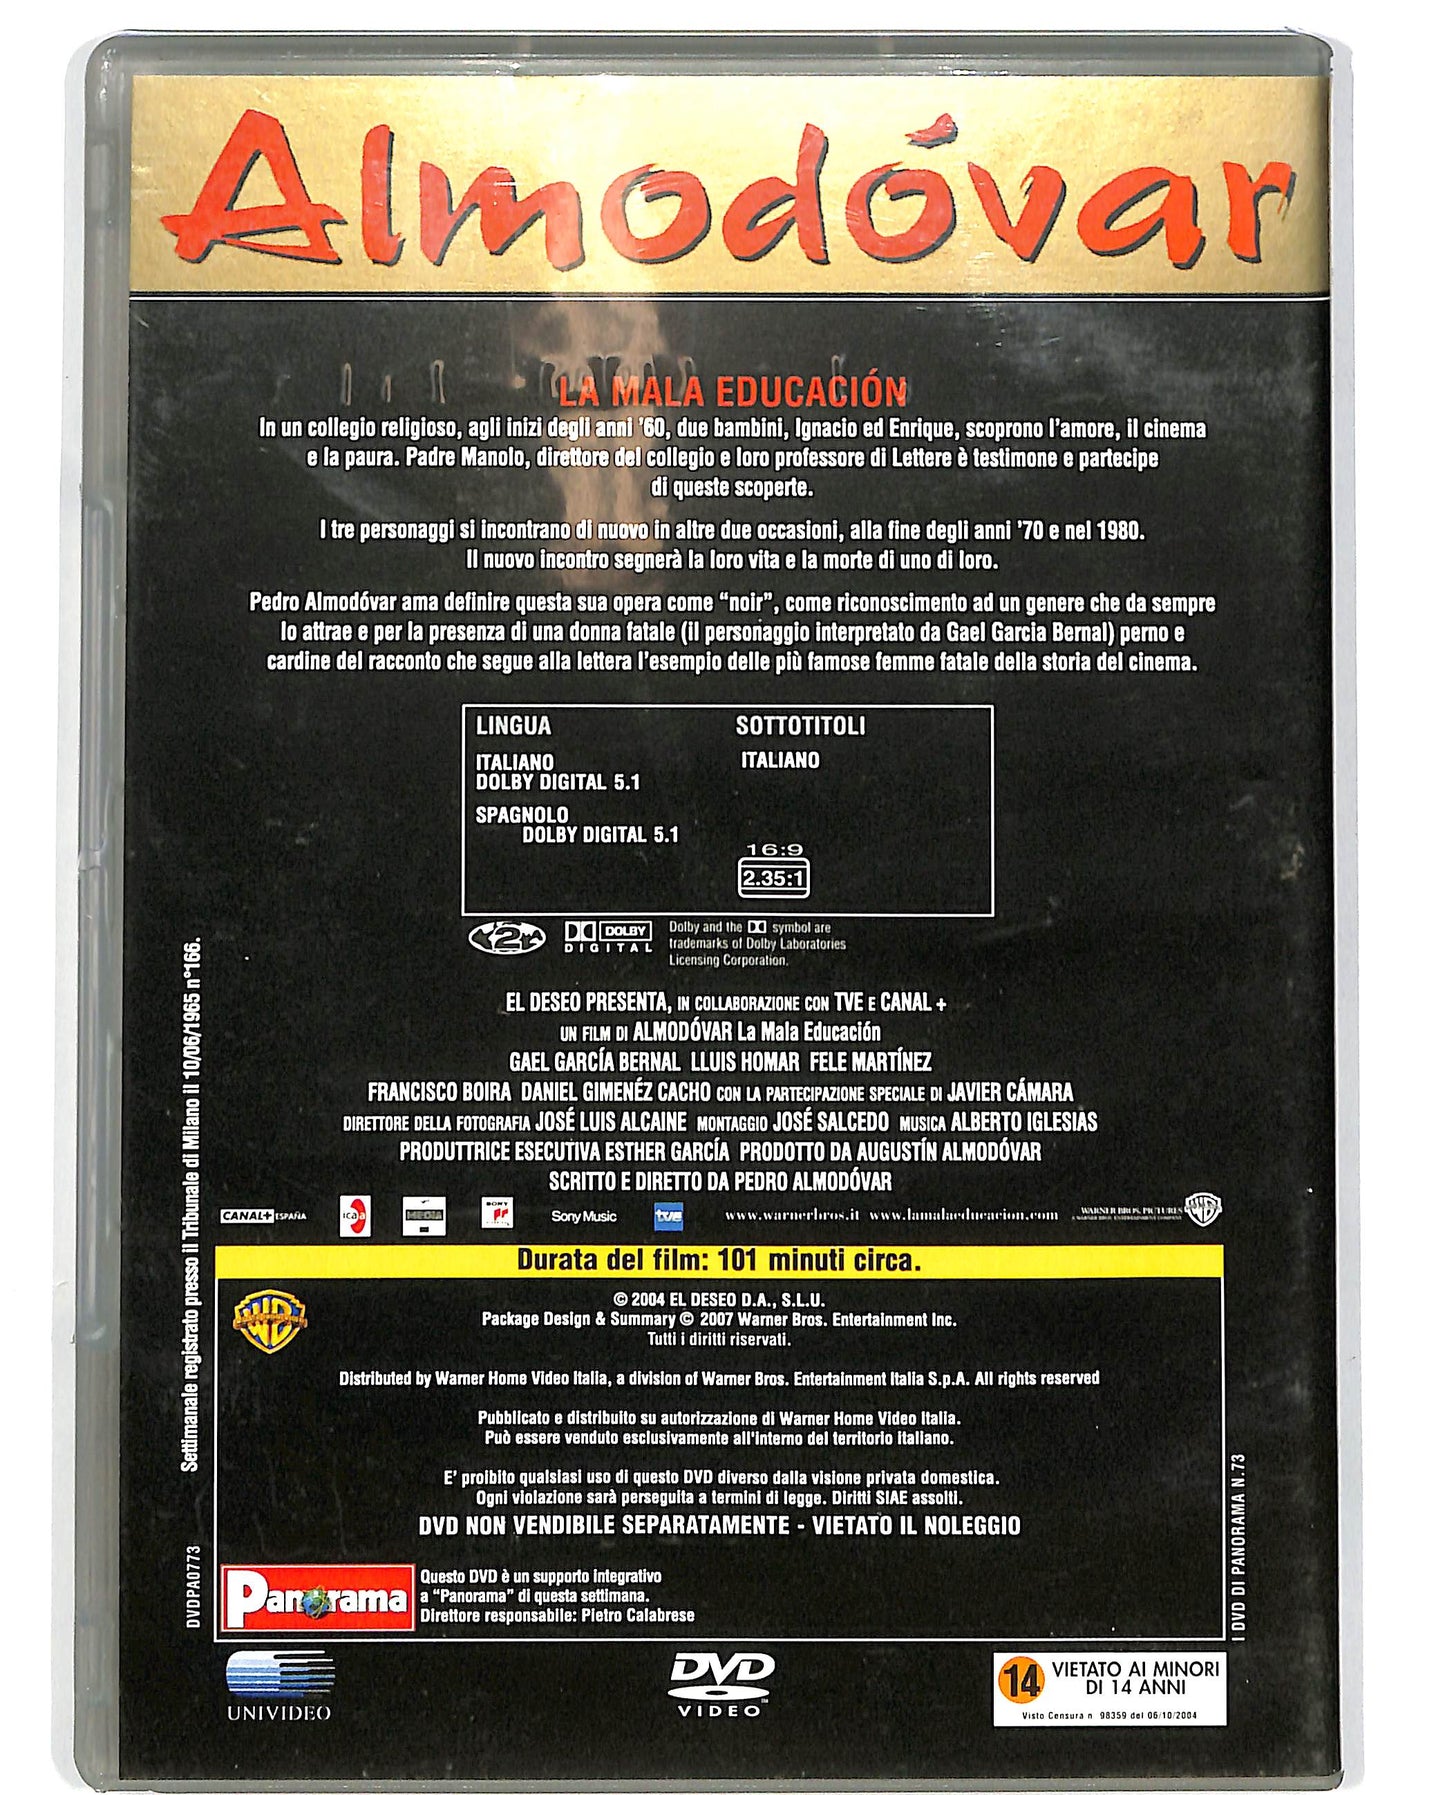 Almodóvar
LA MALA EDUCACIÓN
In un collegio religioso, agli inizi degli anni '60, due bambini, Ignacio ed Enrique, scoprono l'amore, il cinema
e la paura. Padre Manolo, direttore del collegio e loro professore di Lettere è testimone e partecipe
di queste scoperte.
I tre personaggi si incontrano di nuovo in altre due occasioni, alla fine degli anni '70 e nel 1980.
Il nuovo incontro segnerà la loro vita e la morte di uno di loro.
Pedro Almodóvar ama definire questa sua opera come “noir”, come riconoscimento ad un genere che da sempre
lo attrae e per la presenza di una donna fatale (il personaggio interpretato da Gael Garcia Bernal) perno e
cardine del racconto che segue alla lettera l'esempio delle più famose femme fatale della storia del cinema.
LINGUA
SOTTOTITOLI
ITALIANO
DOLBY DIGITAL 5.1
ITALIANO
SPAGNOLO
DOLBY DIGITAL 5.1
16:9
2.35:1
2
DOLBY
DIGITAL
Dolby and the symbol are
trademarks of Dolby Laboratories
Licensing Corporation.
EL DESEO PRESENTA, IN COLLABORAZIONE CON TVE E CANAL +
UN FILM DI ALMODÓVAR La Mala Educación
GAEL GARCÍA BERNAL LLUIS HOMAR FELE MARTÍNEZ
FRANCISCO BOIRA DANIEL GIMENÉZ CACHO CON LA PARTECIPAZIONE SPECIALE DI JAVIER CÁMARA
DIRETTORE DELLA FOTOGRAFIA JOSÉ LUIS ALCAINE MONTAGGIO JOSÉ SALCEDO MUSICA ALBERTO IGLESIAS
PRODUTTRICE ESECUTIVA ESTHER GARCÍA PRODOTTO DA AUGUSTÍN ALMODÓVAR
SCRITTO E DIRETTO DA PEDRO ALMODÓVAR
CANAL+ ESPAÑA
icaa
MEDIA
SONY
Sony Music
tve
www.warnerbros.it www.lamalaeducacion.com
WARNER BROS. PICTURES
Durata del film: 101 minuti circa.
© 2004 EL DESEO D.A., S.L.U.
Package Design & Summary © 2007 Warner Bros. Entertainment Inc.
Tutti i diritti riservati.
Distributed by Warner Home Video Italia, a division of Warner Bros. Entertainment Italia S.p.A. All rights reserved
Pubblicato e distribuito su autorizzazione di Warner Home Video Italia.
Può essere venduto esclusivamente all'interno del territorio Italiano.
E' proibito qualsiasi uso di questo DVD diverso dalla visione privata domestica.
Ogni violazione sarà perseguita a termini di legge. Diritti SIAE assolti.
DVD NON VENDIBILE SEPARATAMENTE - VIETATO IL NOLEGGIO
Panorama
Questo DVD è un supporto integrativo
a “Panorama” di questa settimana.
Direttore responsabile: Pietro Calabrese
Settimanale registrato presso il Tribunale di Milano il 10/06/1965 n°166.
DVDPA0773
I DVD DI PANORAMA N.73
UNIVIDEO
DVD
VIDEO
14
VIETATO AI MINORI
DI 14 ANNI
Visto Censura n 98359 del 06/10/2004